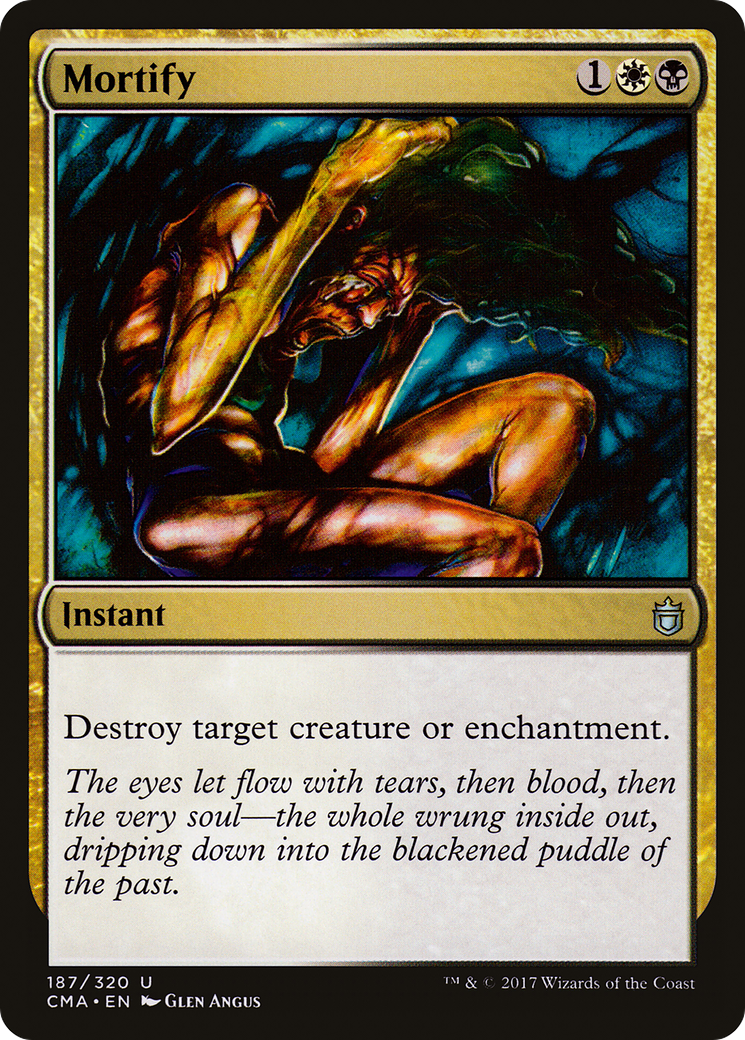 Mortify
1
Instant
Destroy target creature or enchantment.
The eyes let flow with tears, then blood, then
the very soul—the whole wrung inside out,
dripping down into the blackened puddle of
the past.
187/320 U
™ & © 2017 Wizards of the Coast
CMA • EN Glen Angus